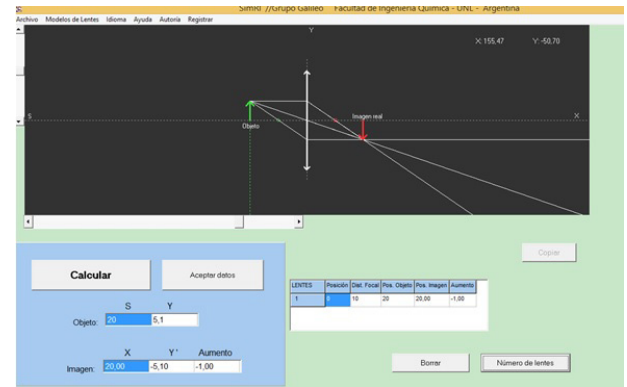 SimRI //Grupo Galileo Facultad de Ingeniería Química - UNL - Argentina
Archivo Modelos de Lentes Idioma Ayuda Autoría Registrar
Y
X:155,47 Y:-50,70
S
Objeto
Imagen real
X
Copiar
Calcular
Aceptar datos
LENTES Posición Dist. Focal Pos. Objeto Pos. Imagen Aumento
1 0 10 20 20,00 -1,00
S Y
Objeto: 20 5,1
X Y ' Aumento
Imagen: 20,00 -5,10 -1,00
Borrar
Número de lentes